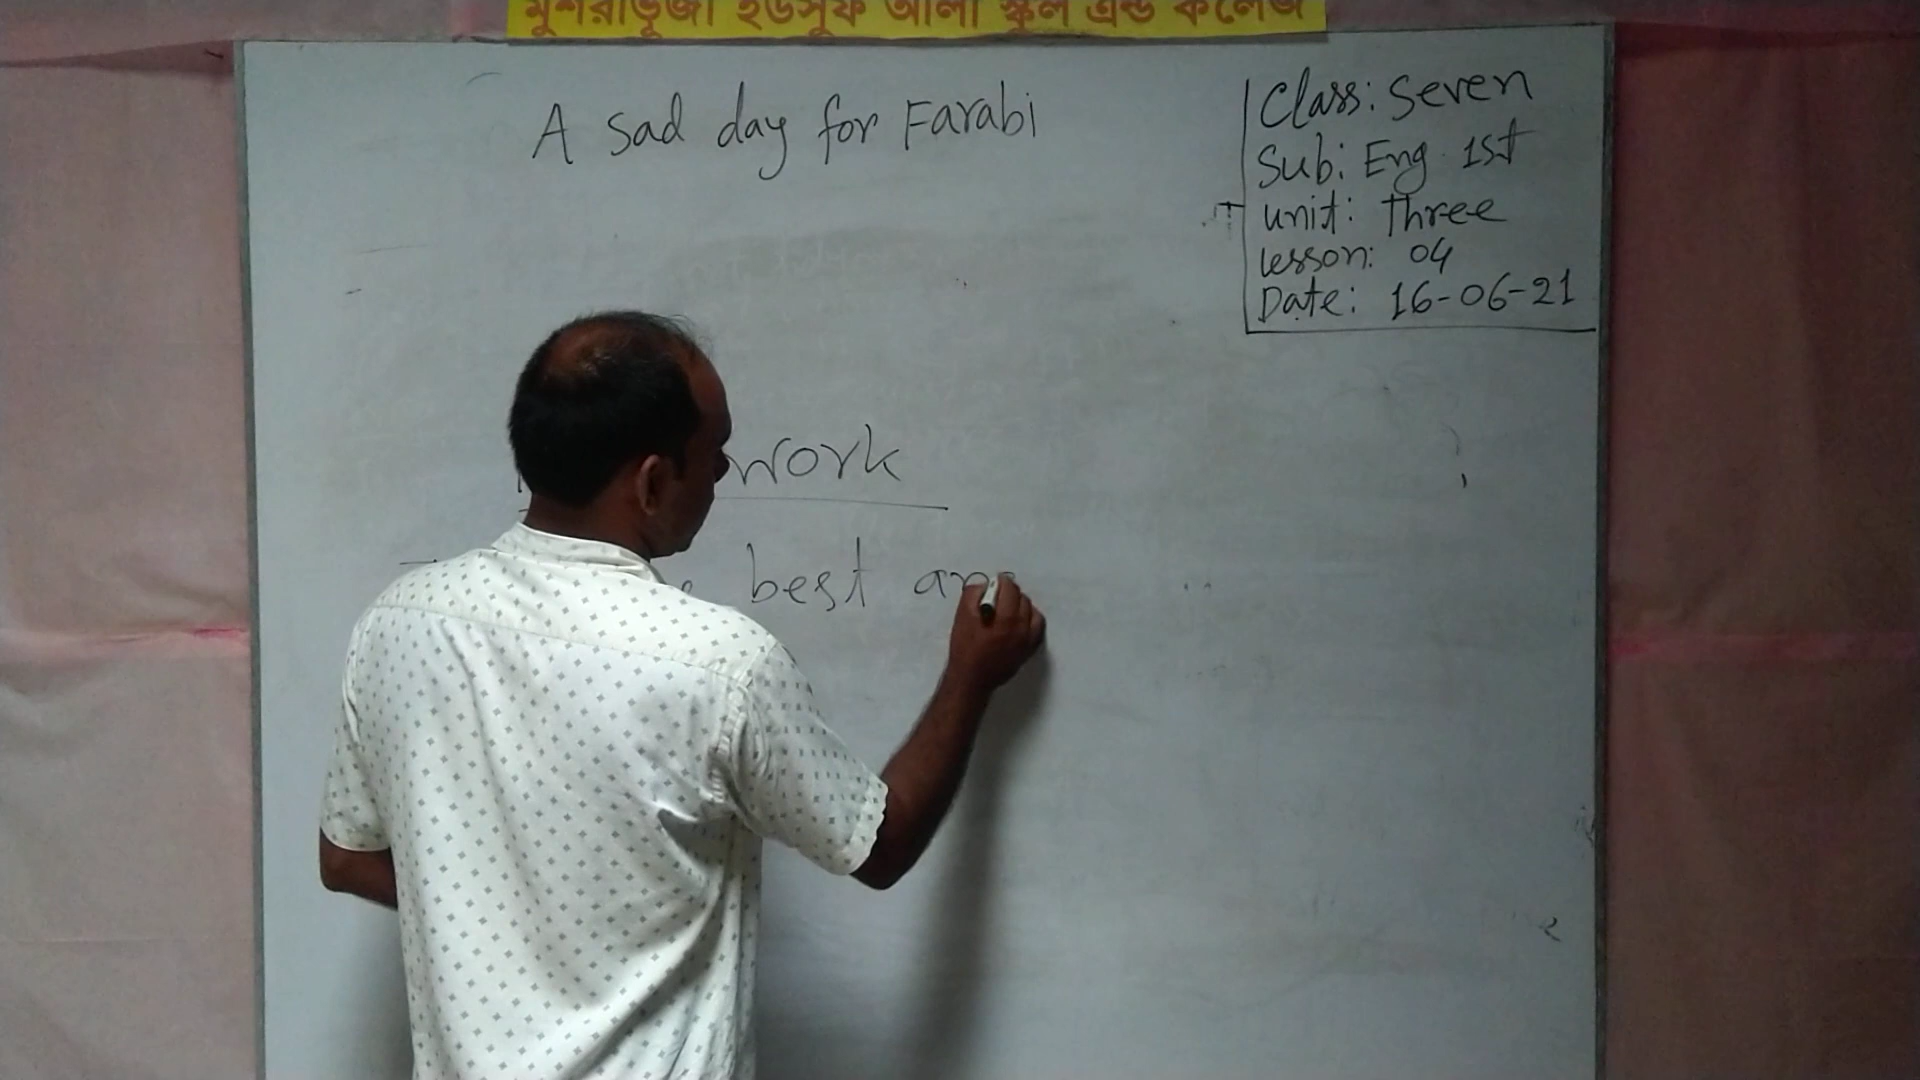 মুশরীভূজা ইউসুফ আলী স্কুল এন্ড কলেজ
A sad day for Farabi
Class: Seven
Sub: Eng 1st
unit: Three
lesson: 04
Date: 16-06-21
work
best